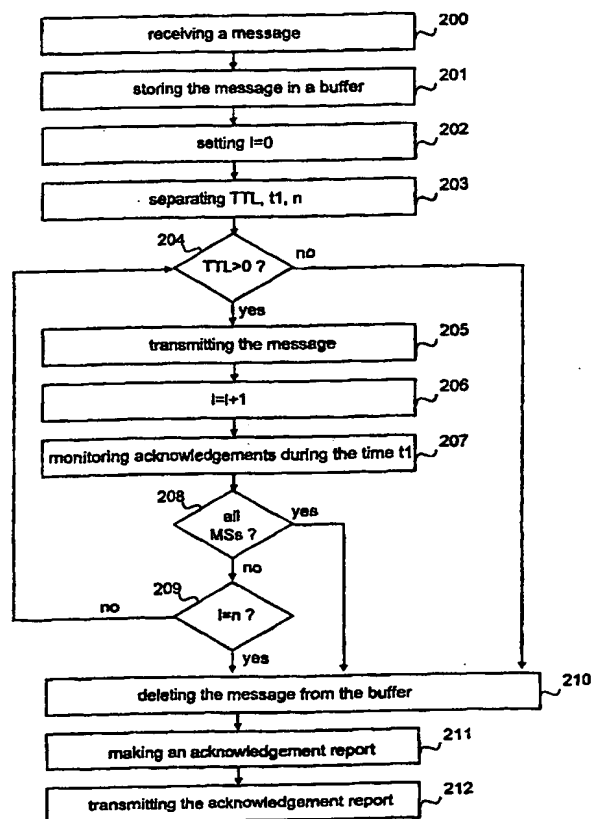 receiving a message
200
storing the message in a buffer
201
setting i=0
202
separating TTL, t1, n
203
204
TTL>0 ?
no
yes
transmitting the message
205
i=i+1
206
monitoring acknowledgements during the time t1
207
208
all
MSs ?
yes
no
209
no
i=n ?
yes
deleting the message from the buffer
210
making an acknowledgement report
211
transmitting the acknowledgement report
212